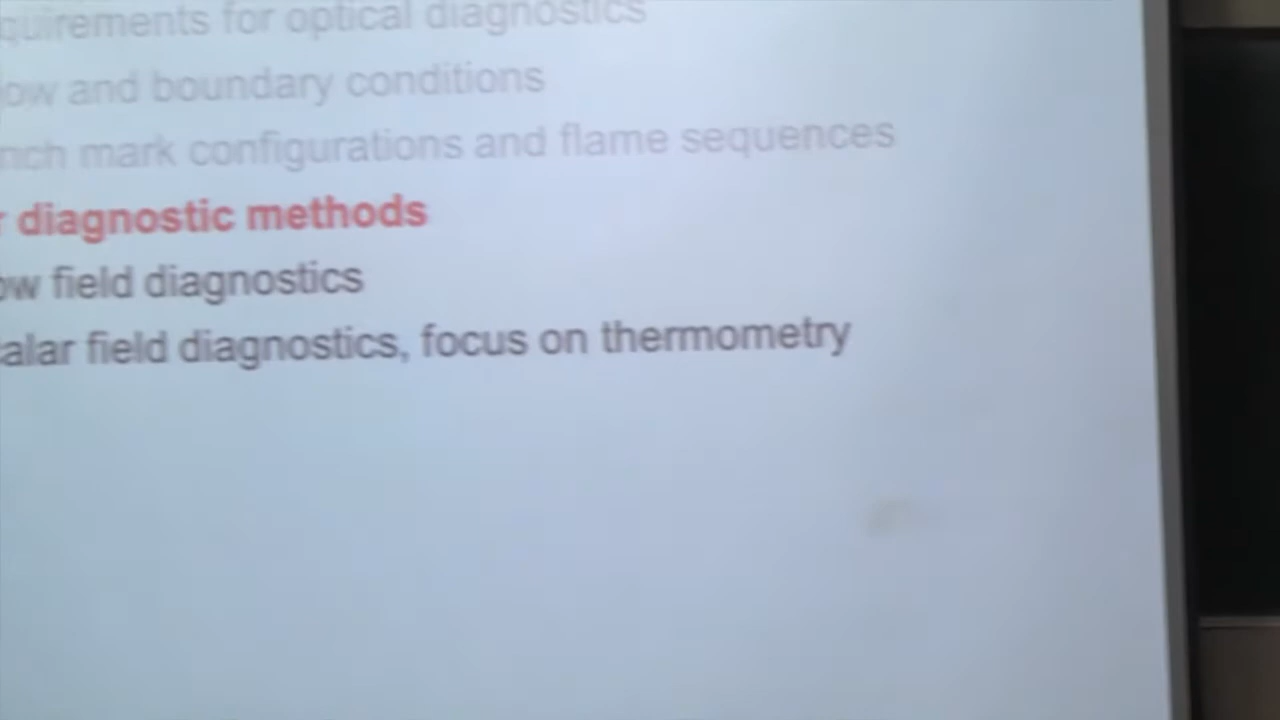 quirements for optical diagnostics
ow and boundary conditions
nch mark configurations and flame sequences
r diagnostic methods
ow field diagnostics
alar field diagnostics, focus on thermometry